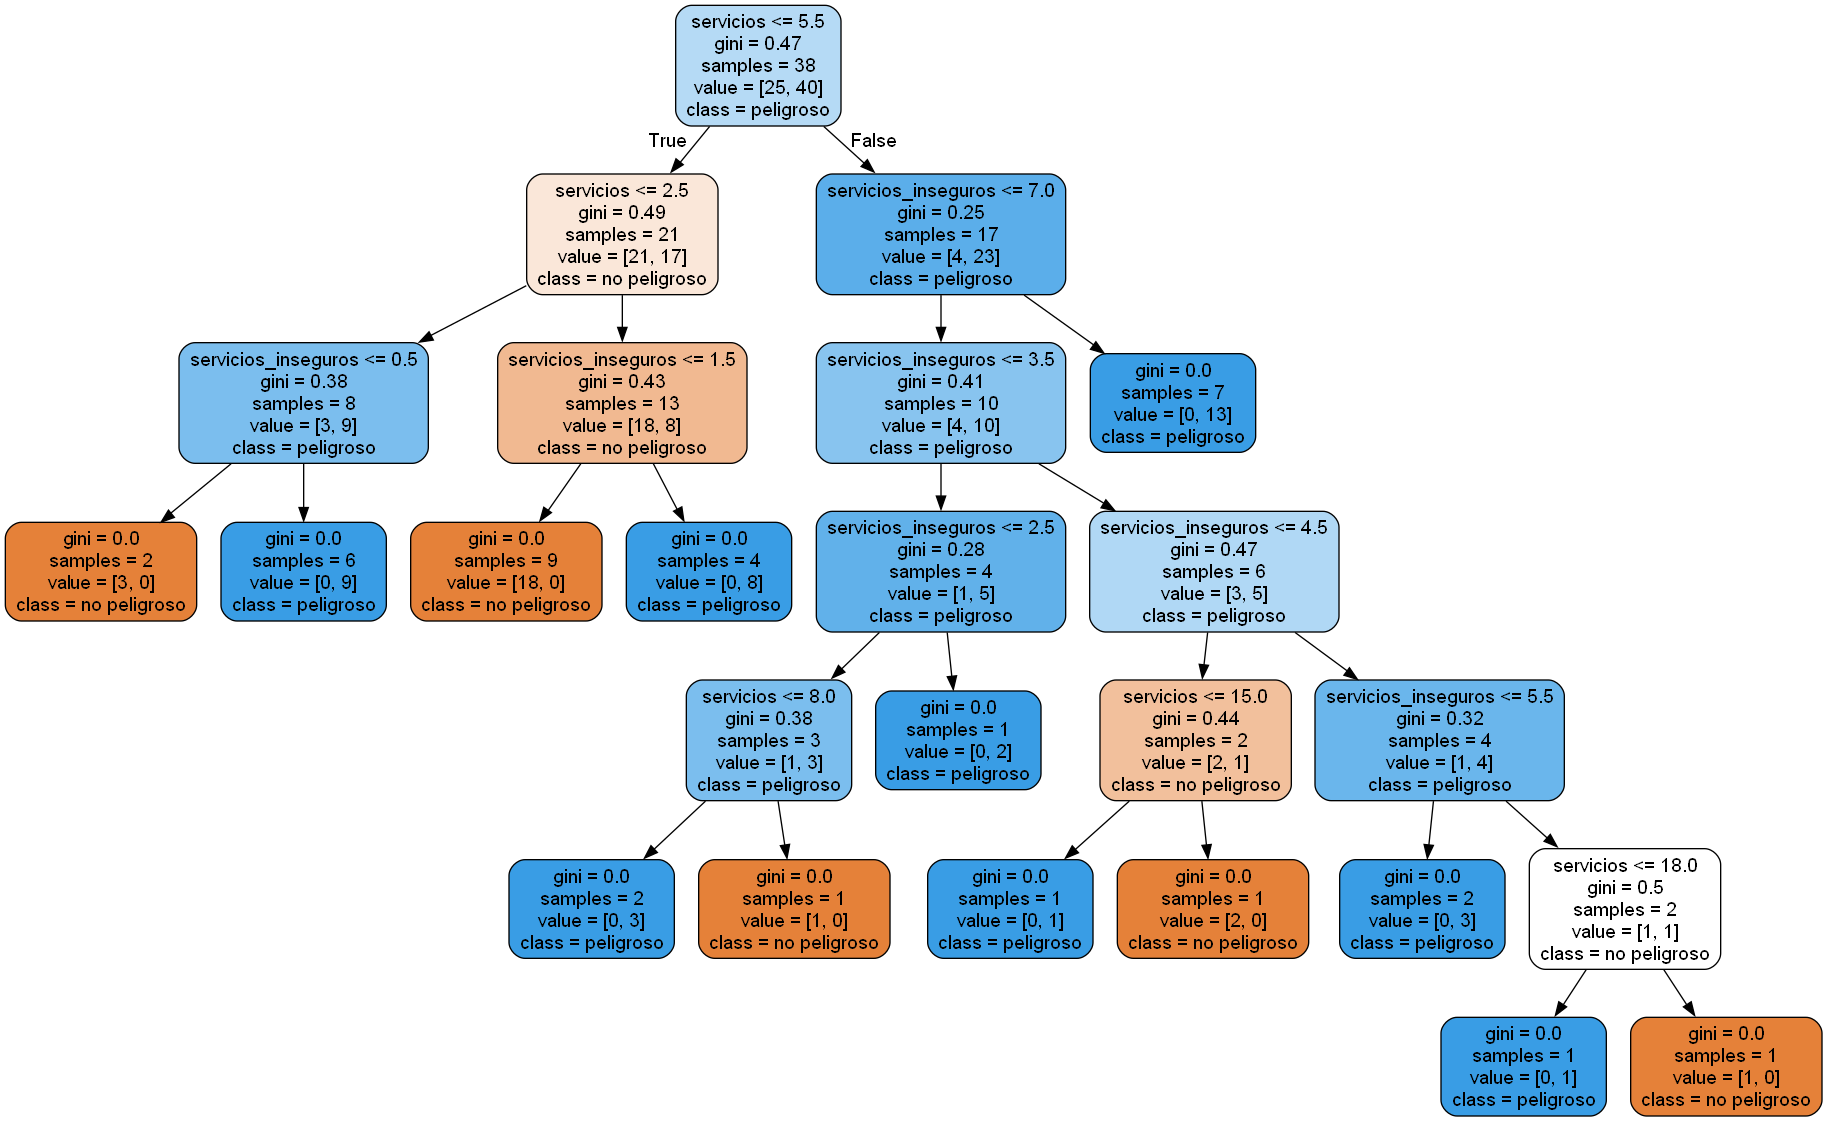 servicios <= 5.5
gini = 0.47
samples = 38
value = [25, 40]
class = peligroso
True
False
servicios <= 2.5
gini = 0.49
samples = 21
value = [21, 17]
class = no peligroso
servicios_inseguros <= 7.0
gini = 0.25
samples = 17
value = [4, 23]
class = peligroso
servicios_inseguros <= 0.5
gini = 0.38
samples = 8
value = [3, 9]
class = peligroso
servicios_inseguros <= 1.5
gini = 0.43
samples = 13
value = [18, 8]
class = no peligroso
servicios_inseguros <= 3.5
gini = 0.41
samples = 10
value = [4, 10]
class = peligroso
gini = 0.0
samples = 7
value = [0, 13]
class = peligroso
gini = 0.0
samples = 2
value = [3, 0]
class = no peligroso
gini = 0.0
samples = 6
value = [0, 9]
class = peligroso
gini = 0.0
samples = 9
value = [18, 0]
class = no peligroso
gini = 0.0
samples = 4
value = [0, 8]
class = peligroso
servicios_inseguros <= 2.5
gini = 0.28
samples = 4
value = [1, 5]
class = peligroso
servicios_inseguros <= 4.5
gini = 0.47
samples = 6
value = [3, 5]
class = peligroso
servicios <= 8.0
gini = 0.38
samples = 3
value = [1, 3]
class = peligroso
gini = 0.0
samples = 1
value = [0, 2]
class = peligroso
servicios <= 15.0
gini = 0.44
samples = 2
value = [2, 1]
class = no peligroso
servicios_inseguros <= 5.5
gini = 0.32
samples = 4
value = [1, 4]
class = peligroso
gini = 0.0
samples = 2
value = [0, 3]
class = peligroso
gini = 0.0
samples = 1
value = [1, 0]
class = no peligroso
gini = 0.0
samples = 1
value = [0, 1]
class = peligroso
gini = 0.0
samples = 1
value = [2, 0]
class = no peligroso
gini = 0.0
samples = 2
value = [0, 3]
class = peligroso
servicios <= 18.0
gini = 0.5
samples = 2
value = [1, 1]
class = no peligroso
gini = 0.0
samples = 1
value = [0, 1]
class = peligroso
gini = 0.0
samples = 1
value = [1, 0]
class = no peligroso